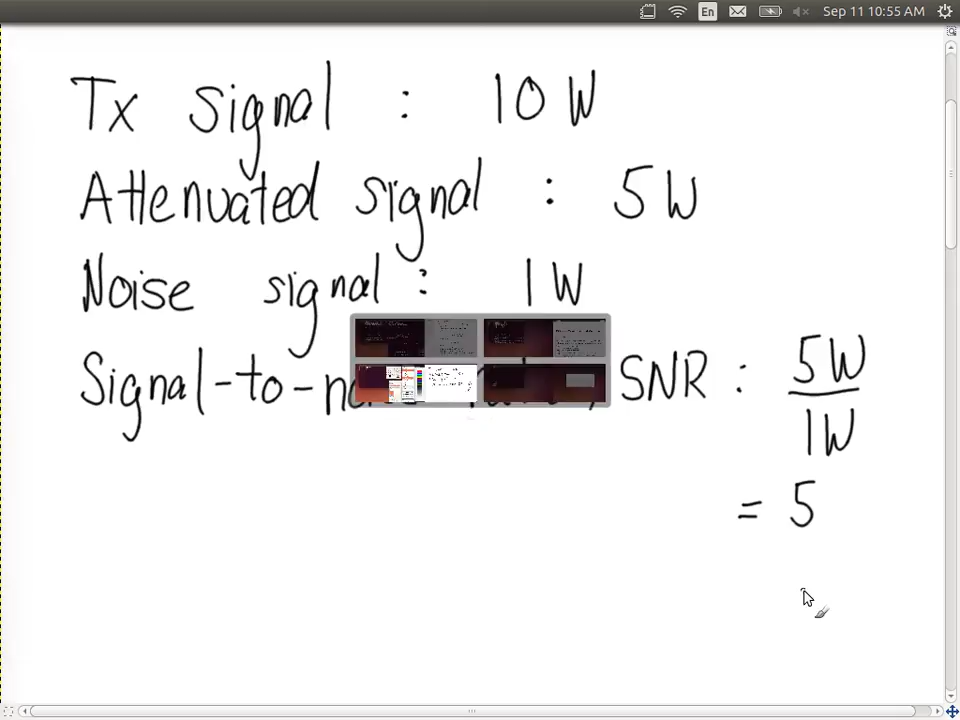 En Sep 11 10:55 AM
Tx signal : 10 W
Attenuated signal : 5 W
Noise signal : 1 W
Signal-to- , SNR : 5W
1W
= 5